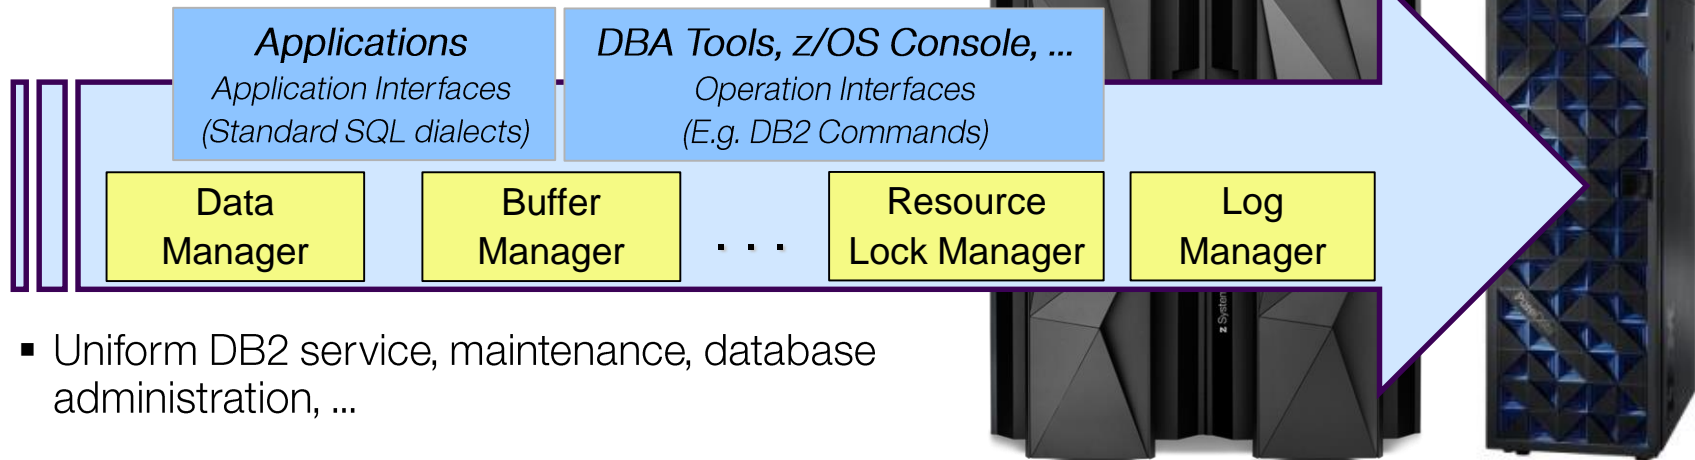 Applications
Application Interfaces
(Standard SQL dialects)
DBA Tools, z/OS Console, ...
Operation Interfaces
(E.g. DB2 Commands)
Data
Manager
Buffer
Manager
. . .
Resource
Lock Manager
Log
Manager
z System
▪ Uniform DB2 service, maintenance, database
administration, ...